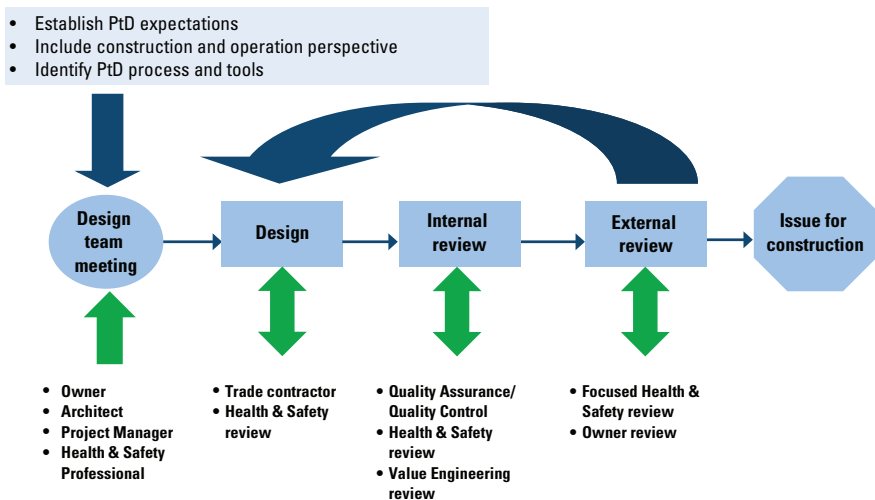 • Establish PtD expectations
• Include construction and operation perspective
• Identify PtD process and tools
Design
team
meeting
Design
Internal
review
External
review
Issue for
construction
• Owner
• Architect
• Project Manager
• Health & Safety
Professional
• Trade contractor
• Health & Safety
review
• Quality Assurance/
Quality Control
• Health & Safety
review
• Value Engineering
review
• Focused Health &
Safety review
• Owner review